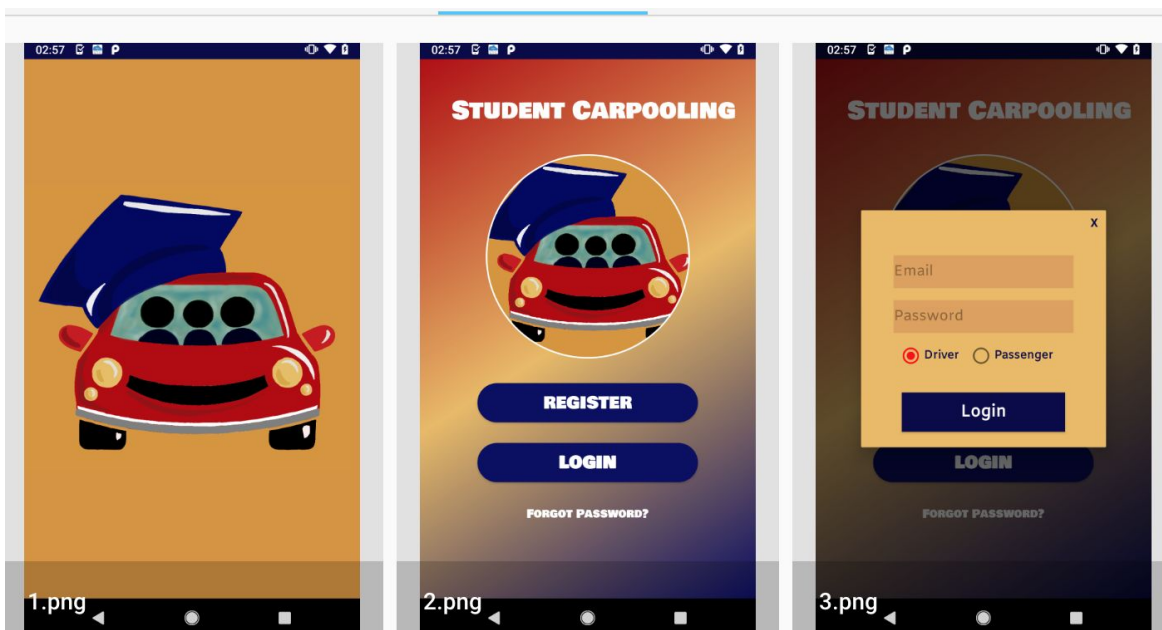 02:57
02:57
STUDENT CARPOOLING
REGISTER
LOGIN
FORGOT PASSWORD?
02:57
STUDENT CARPOOLING
X
Email
Password
Driver Passenger
Login
LOGIN
FORGOT PASSWORD?
1.png
2.png
3.png